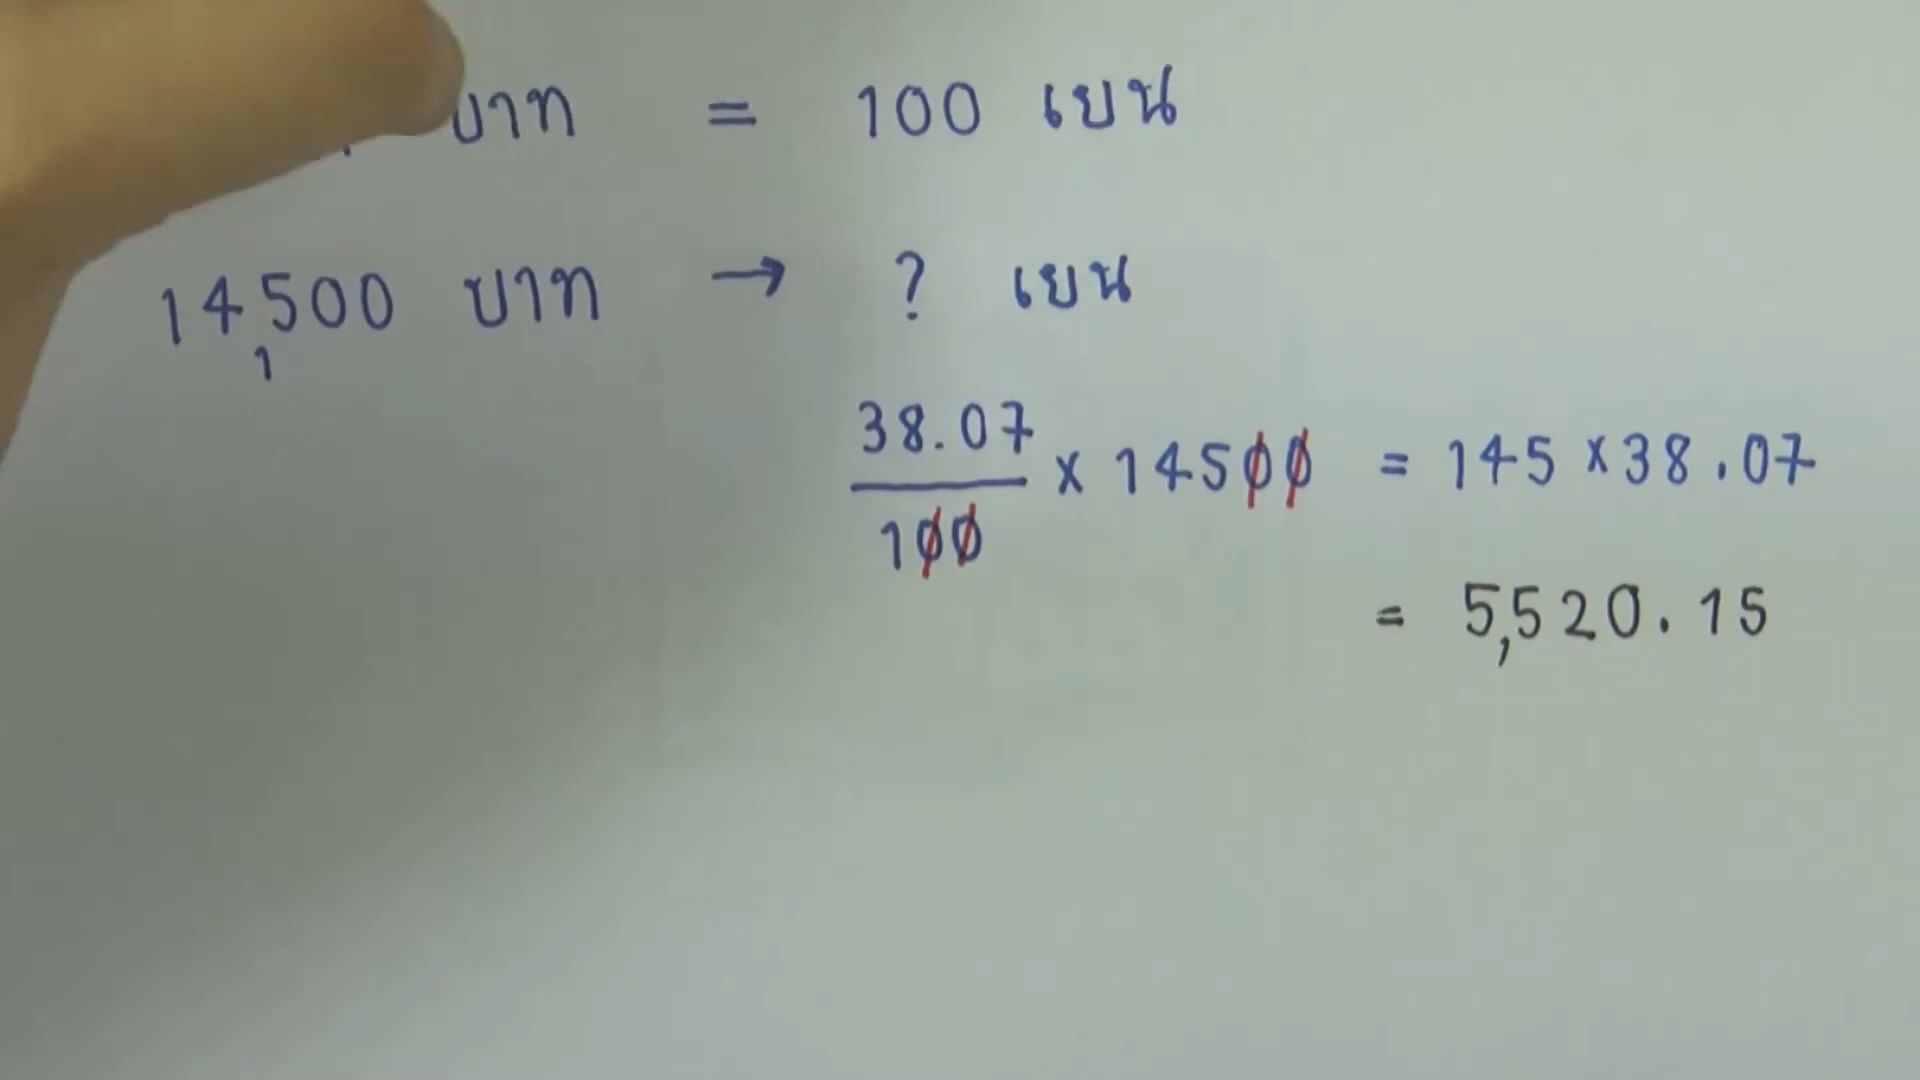 บาท = 100 เยน
14,500 บาท → ? เยน
38.07
100
x 14500 = 145 x 38.07
= 5,520.15